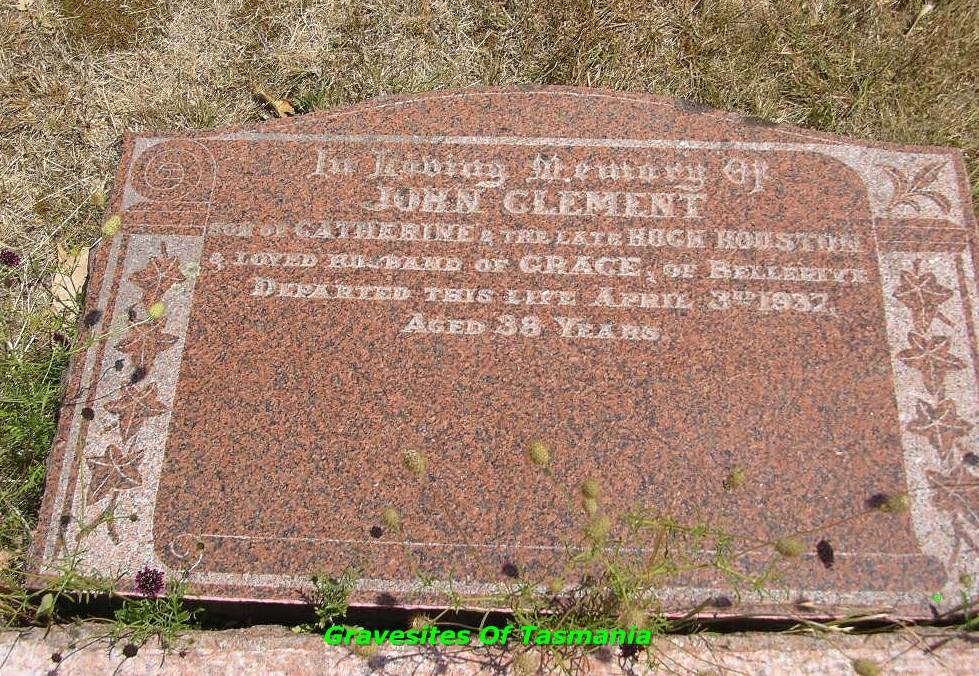 In Loving Memory Of
JOHN CLEMENT
SON OF CATHERINE & THE LATE HUGH HOUSTON
& LOVED HUSBAND OF GRACE, OF BELLERIVE
DEPARTED THIS LIFE APRIL 3RD 1937,
AGED 39 YEARS.
Gravesites Of Tasmania